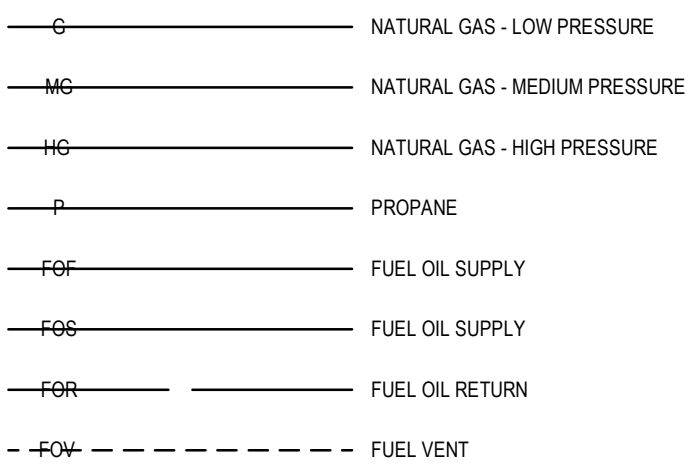 G NATURAL GAS - LOW PRESSURE
MG NATURAL GAS - MEDIUM PRESSURE
HG NATURAL GAS - HIGH PRESSURE
P PROPANE
FOF FUEL OIL SUPPLY
FOS FUEL OIL SUPPLY
FOR FUEL OIL RETURN
FOV FUEL VENT